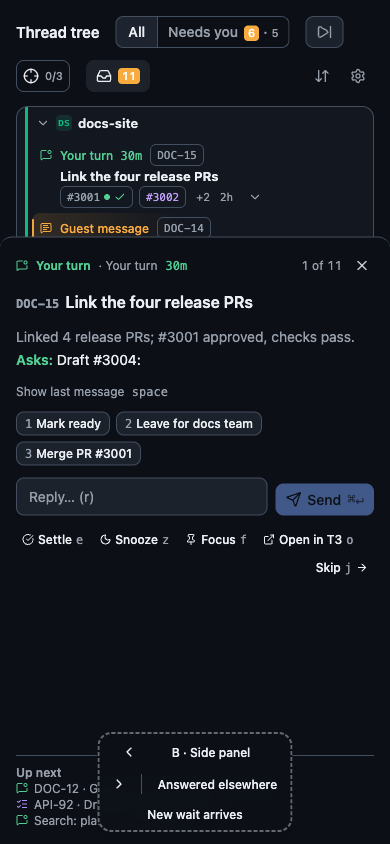 Thread tree All Needs you 6 · 5
0/3 11
DS docs-site
Your turn 30m DOC-15
Link the four release PRs
#3001 #3002 +2 2h
Guest message DOC-14
Your turn · Your turn 30m 1 of 11
DOC-15 Link the four release PRs
Linked 4 release PRs; #3001 approved, checks pass.
Asks: Draft #3004:
Show last message space
1 Mark ready 2 Leave for docs team
3 Merge PR #3001
Reply... (r) Send ⌘↵
Settle e Snooze z Focus f Open in T3 o
Skip j →
B · Side panel
Up next
Answered elsewhere
DOC-12 · G
API-92 · Dr
New wait arrives
Search: pla